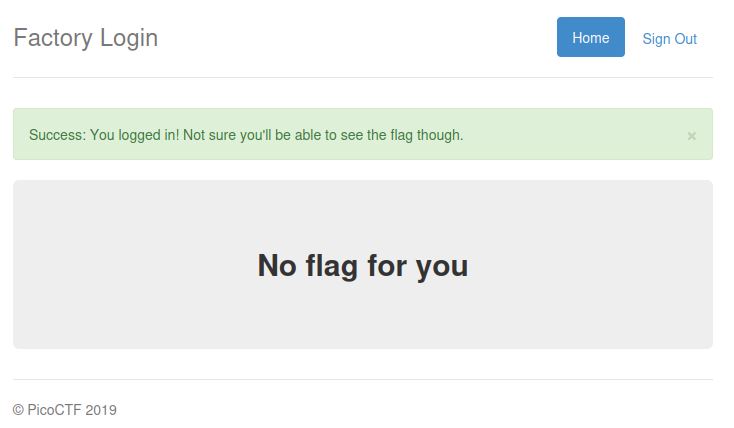 Factory Login
Home
Sign Out
Success: You logged in! Not sure you'll be able to see the flag though.
×
No flag for you
© PicoCTF 2019